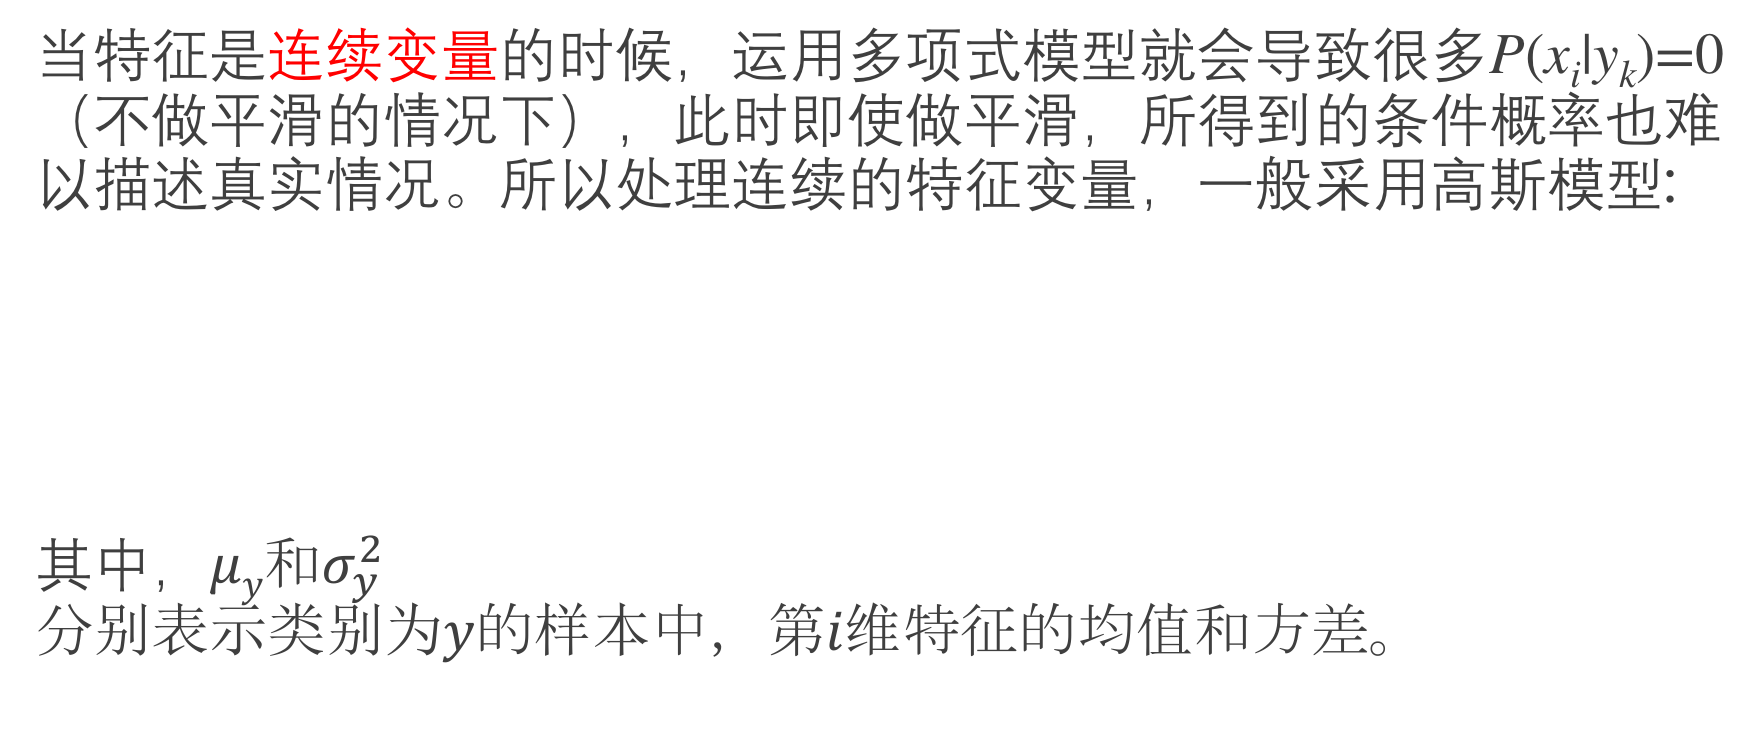 当特征是连续变量的时候，运用多项式模型就会导致很多P(xᵢ|yₖ)=0
（不做平滑的情况下），此时即使做平滑，所得到的条件概率也难
以描述真实情况。所以处理连续的特征变量，一般采用高斯模型:
其中，μ_y和σ_y^2
分别表示类别为y的样本中，第i维特征的均值和方差。